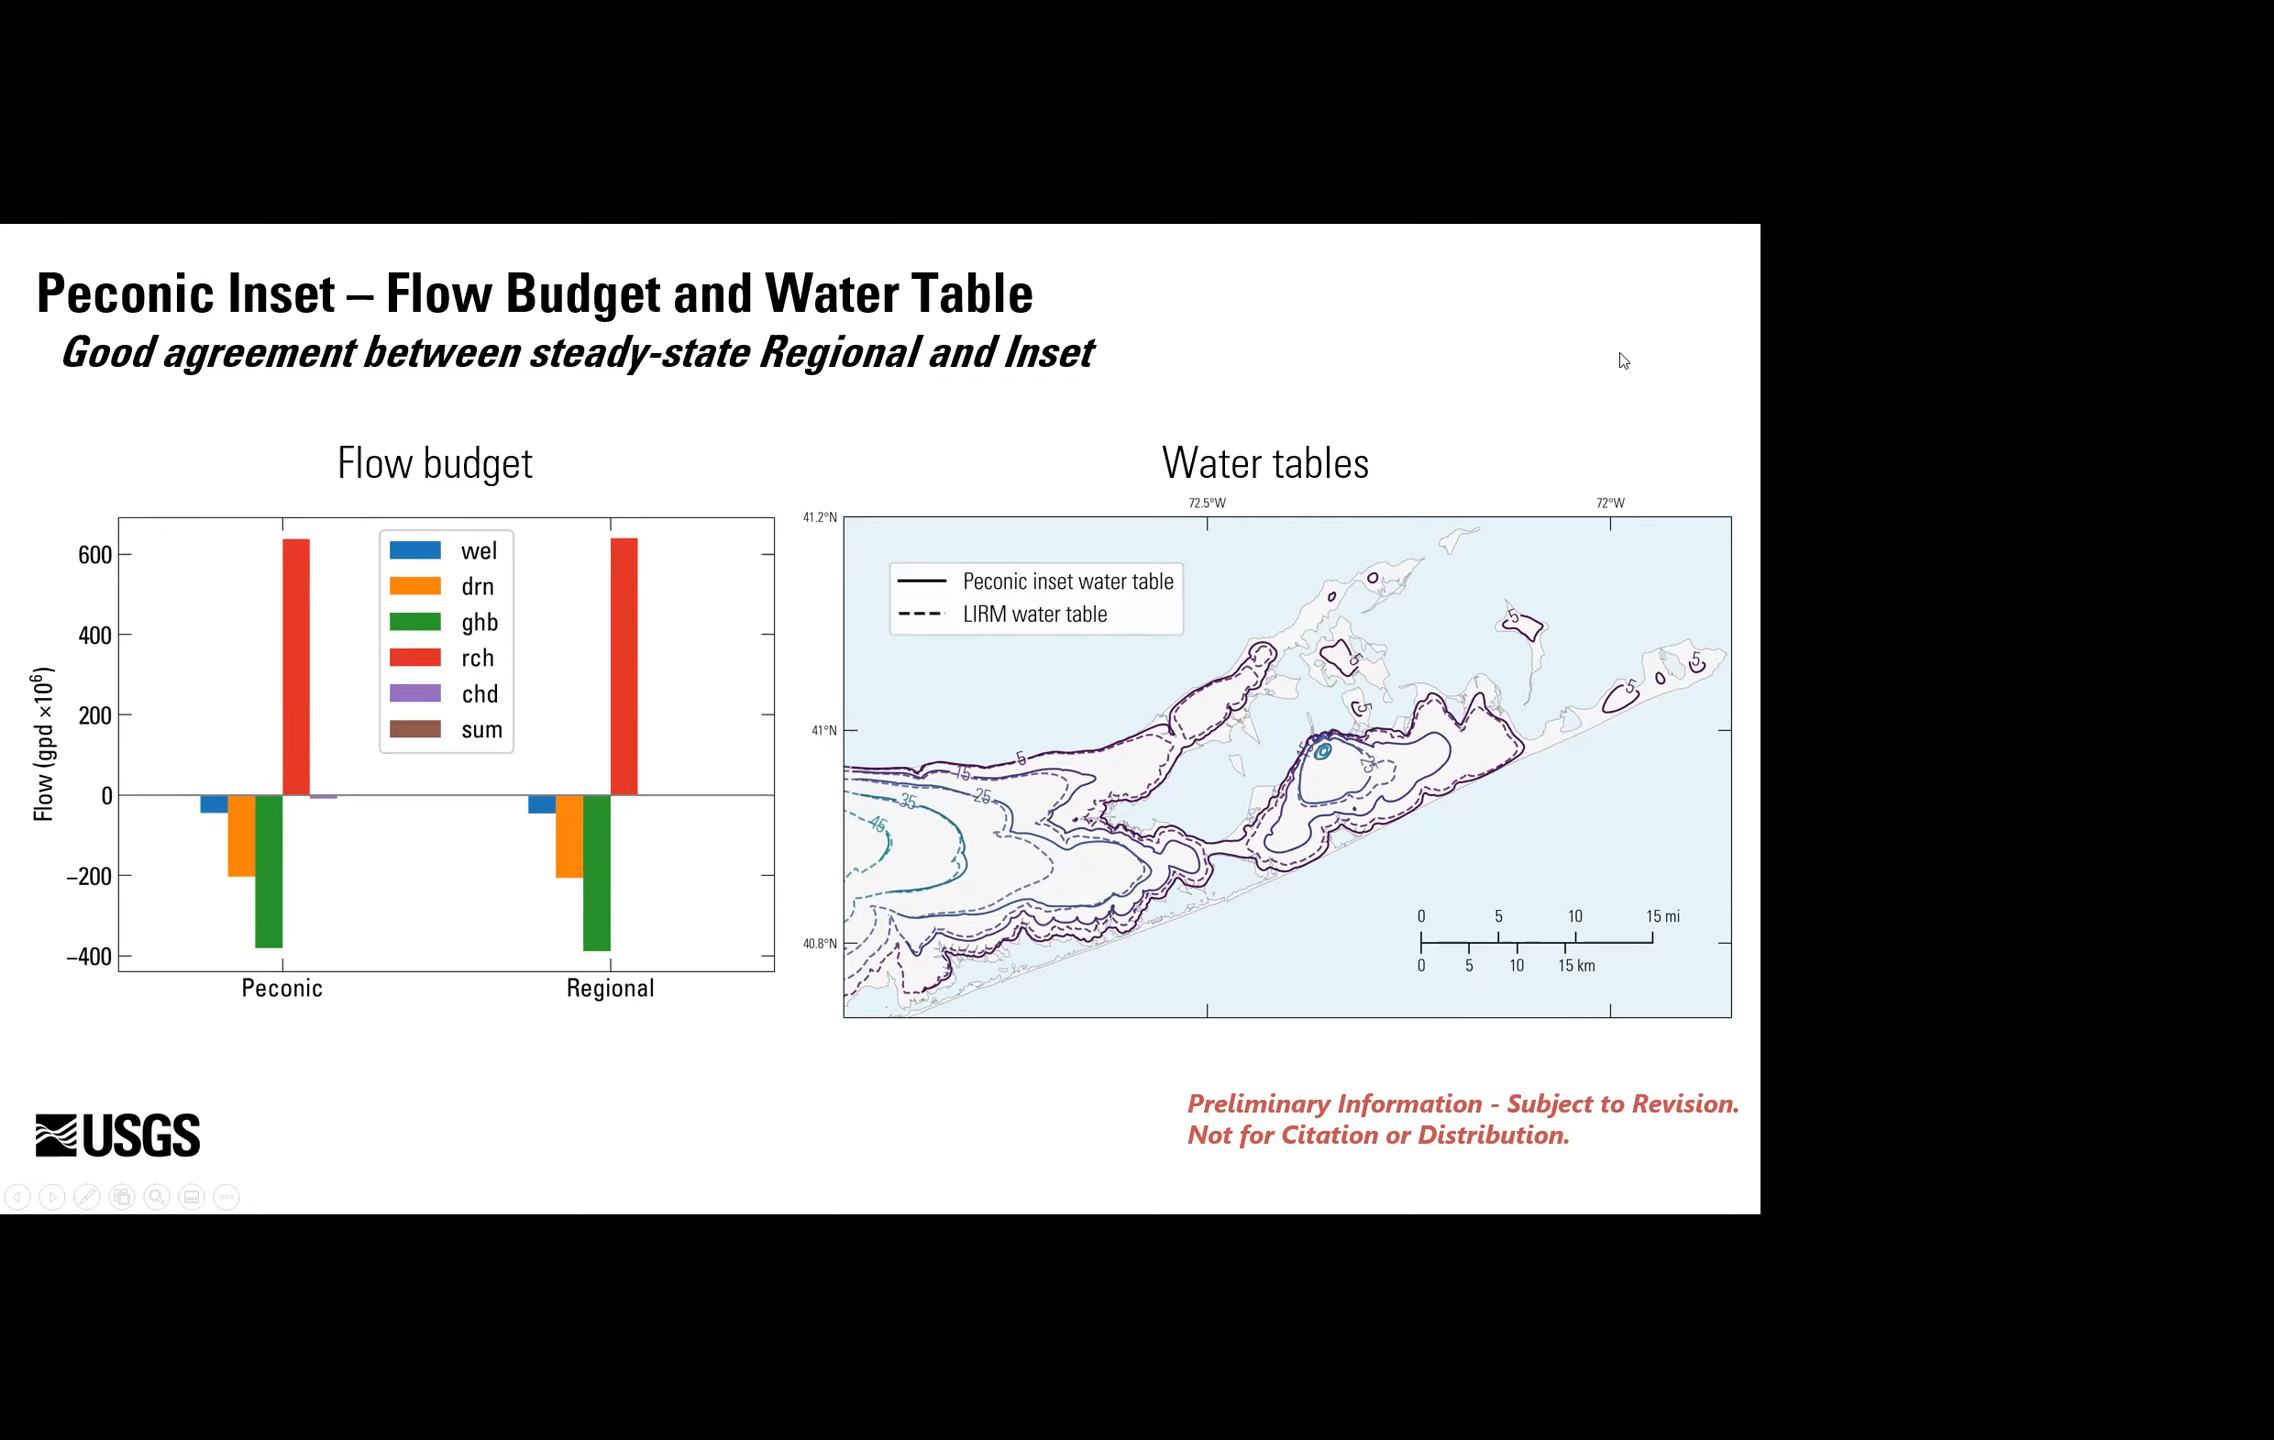 Peconic Inset – Flow Budget and Water Table
Good agreement between steady-state Regional and Inset
Flow budget
Flow (gpd ×10⁶)
600
400
200
0
−200
−400
wel
drn
ghb
rch
chd
sum
Peconic
Regional
Water tables
72.5°W
72°W
41.2°N
41°N
40.8°N
Peconic inset water table
LIRM water table
5
15
25
35
45
15
25
5
5
5
5
5
0 5 10 15 mi
0 5 10 15 km
Preliminary Information - Subject to Revision.
Not for Citation or Distribution.
USGS